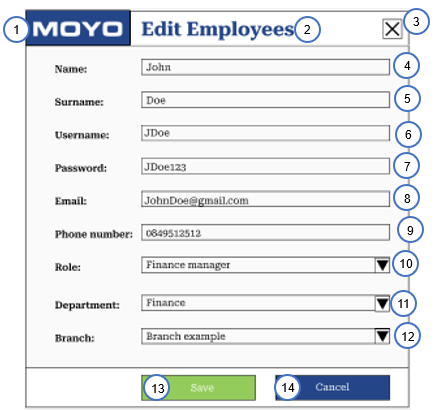 1 MOYO Edit Employees 2 3
Name: John 4
Surname: Doe 5
Username: JDoe 6
Password: JDoe123 7
Email: JohnDoe@gmail.com 8
Phone number: 0849512512 9
Role: Finance manager 10
Department: Finance 11
Branch: Branch example 12
13 Save 14 Cancel